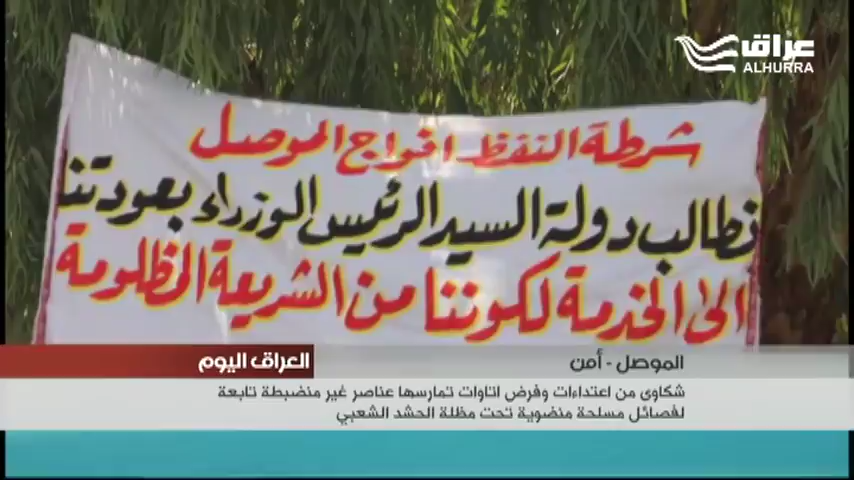 عراق
ALHURRA
شرطة النفط افواج الموصل
نطالب دولة السيد الرئيس الوزراء بعودتنا
الى الخدمة لكوننا من الشريعة المظلومة
الموصل - أمن
العراق اليوم
شكاوى من اعتداءات وفرض اتاوات تمارسها عناصر غير منضبطة تابعة
لفصائل مسلحة منضوية تحت مظلة الحشد الشعبي